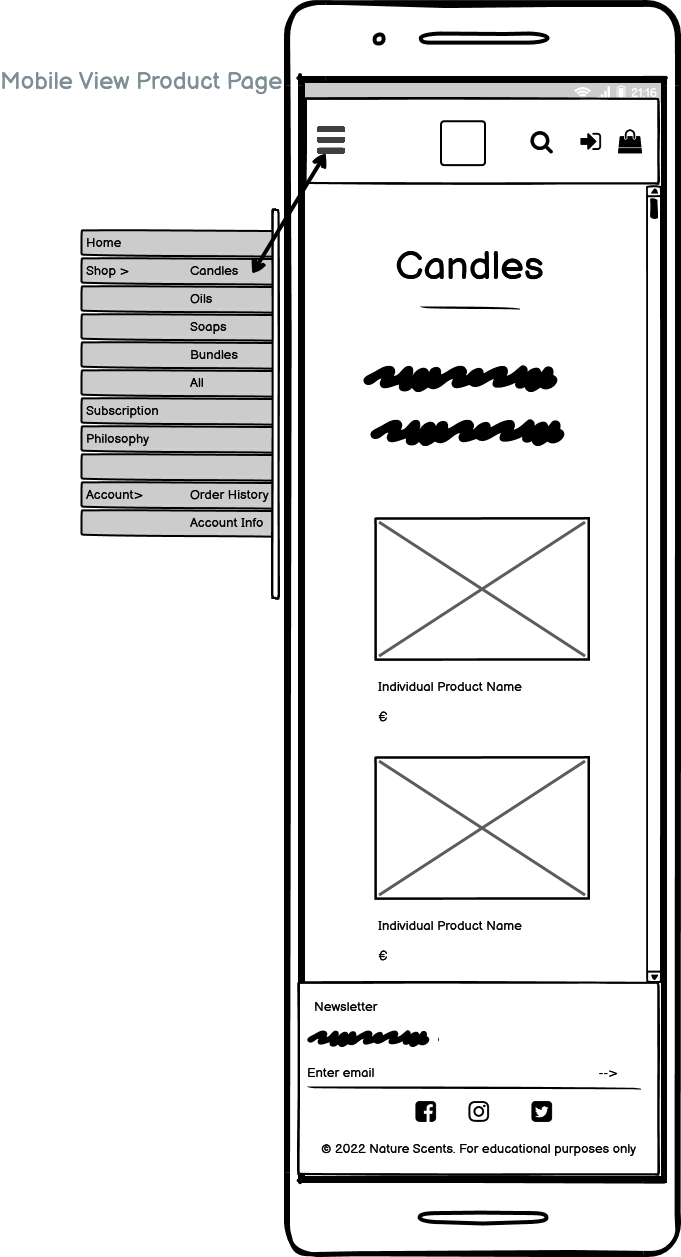 Mobile View Product Page
21:16
Home
Shop > Candles
Oils
Soaps
Bundles
All
Subscription
Philosophy
Account> Order History
Account Info
Candles
Individual Product Name
€
Individual Product Name
€
Newsletter
Enter email -->
© 2022 Nature Scents. For educational purposes only